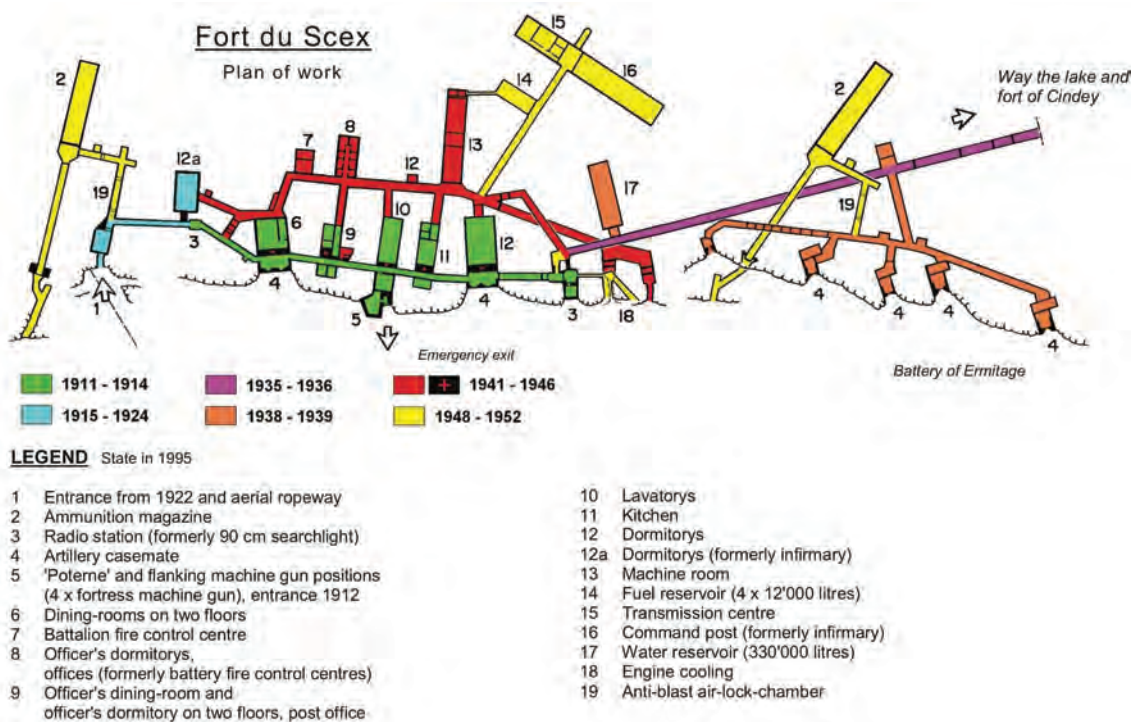 Fort du Scex
Plan of work
15
16
14
2
2
Way the lake and
fort of Cindey
7
8
13
12a
12
17
19
19
10
6
9
3
11
12
4
4
4
4
4
4
5
3
18
1
Emergency exit
Battery of Ermitage
1911 - 1914
1935 - 1936
1941 - 1946
1915 - 1924
1938 - 1939
1948 - 1952
LEGEND State in 1995
1 Entrance from 1922 and aerial ropeway
2 Ammunition magazine
3 Radio station (formerly 90 cm searchlight)
4 Artillery casemate
5 'Poterne' and flanking machine gun positions
(4 x fortress machine gun), entrance 1912
6 Dining-rooms on two floors
7 Battalion fire control centre
8 Officer's dormitorys,
offices (formerly battery fire control centres)
9 Officer's dining-room and
officer's dormitory on two floors, post office
10 Lavatorys
11 Kitchen
12 Dormitorys
12a Dormitorys (formerly infirmary)
13 Machine room
14 Fuel reservoir (4 x 12'000 litres)
15 Transmission centre
16 Command post (formerly infirmary)
17 Water reservoir (330'000 litres)
18 Engine cooling
19 Anti-blast air-lock-chamber